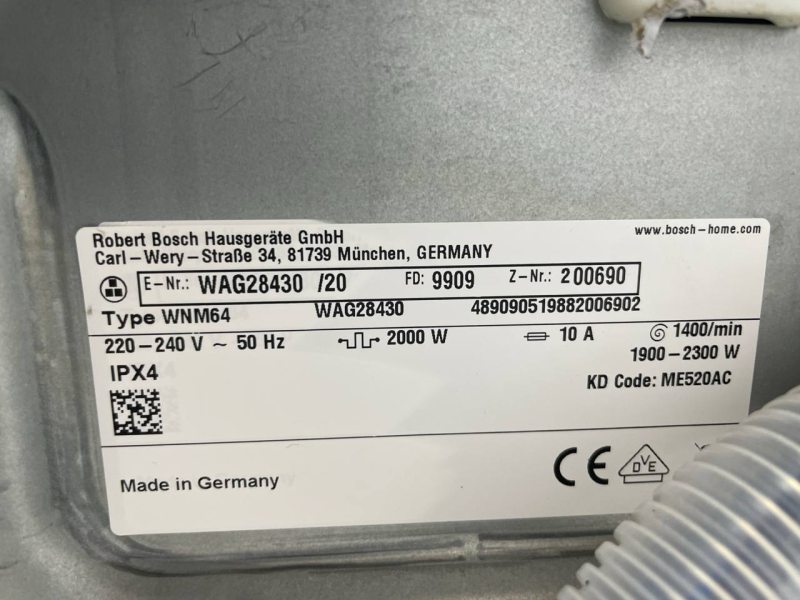 Robert Bosch Hausgeräte GmbH
Carl-Wery-Straße 34, 81739 München, GERMANY
www.bosch-home.com
E-Nr.: WAG28430 /20 FD: 9909 Z-Nr.: 200690
Type WNM64 WAG28430 489090519882006902
220-240 V ~ 50 Hz 2000 W 10 A 1400/min
1900-2300 W
IPX4
KD Code: ME520AC
Made in Germany
CE DVE